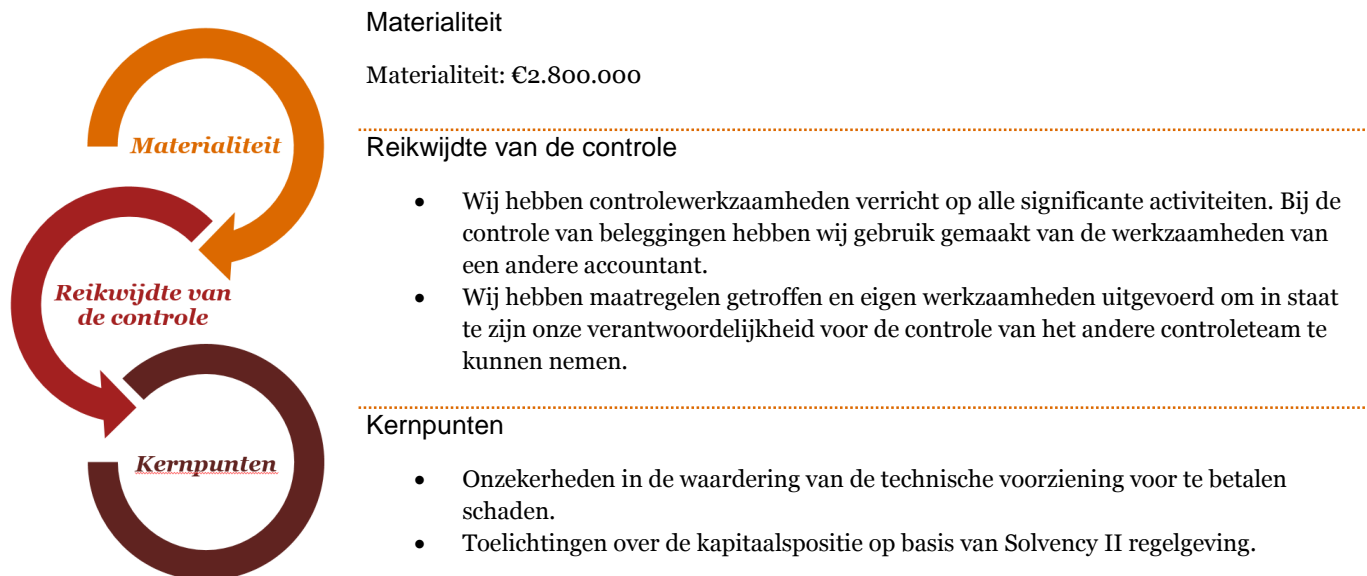 Materialiteit
Materialiteit: €2.800.000
Materialiteit
Reikwijdte van de controle
• Wij hebben controlewerkzaamheden verricht op alle significante activiteiten. Bij de
controle van beleggingen hebben wij gebruik gemaakt van de werkzaamheden van
een andere accountant.
• Wij hebben maatregelen getroffen en eigen werkzaamheden uitgevoerd om in staat
te zijn onze verantwoordelijkheid voor de controle van het andere controleteam te
kunnen nemen.
Reikwijdte van
de controle
Kernpunten
• Onzekerheden in de waardering van de technische voorziening voor te betalen
schaden.
• Toelichtingen over de kapitaalspositie op basis van Solvency II regelgeving.
Kernpunten